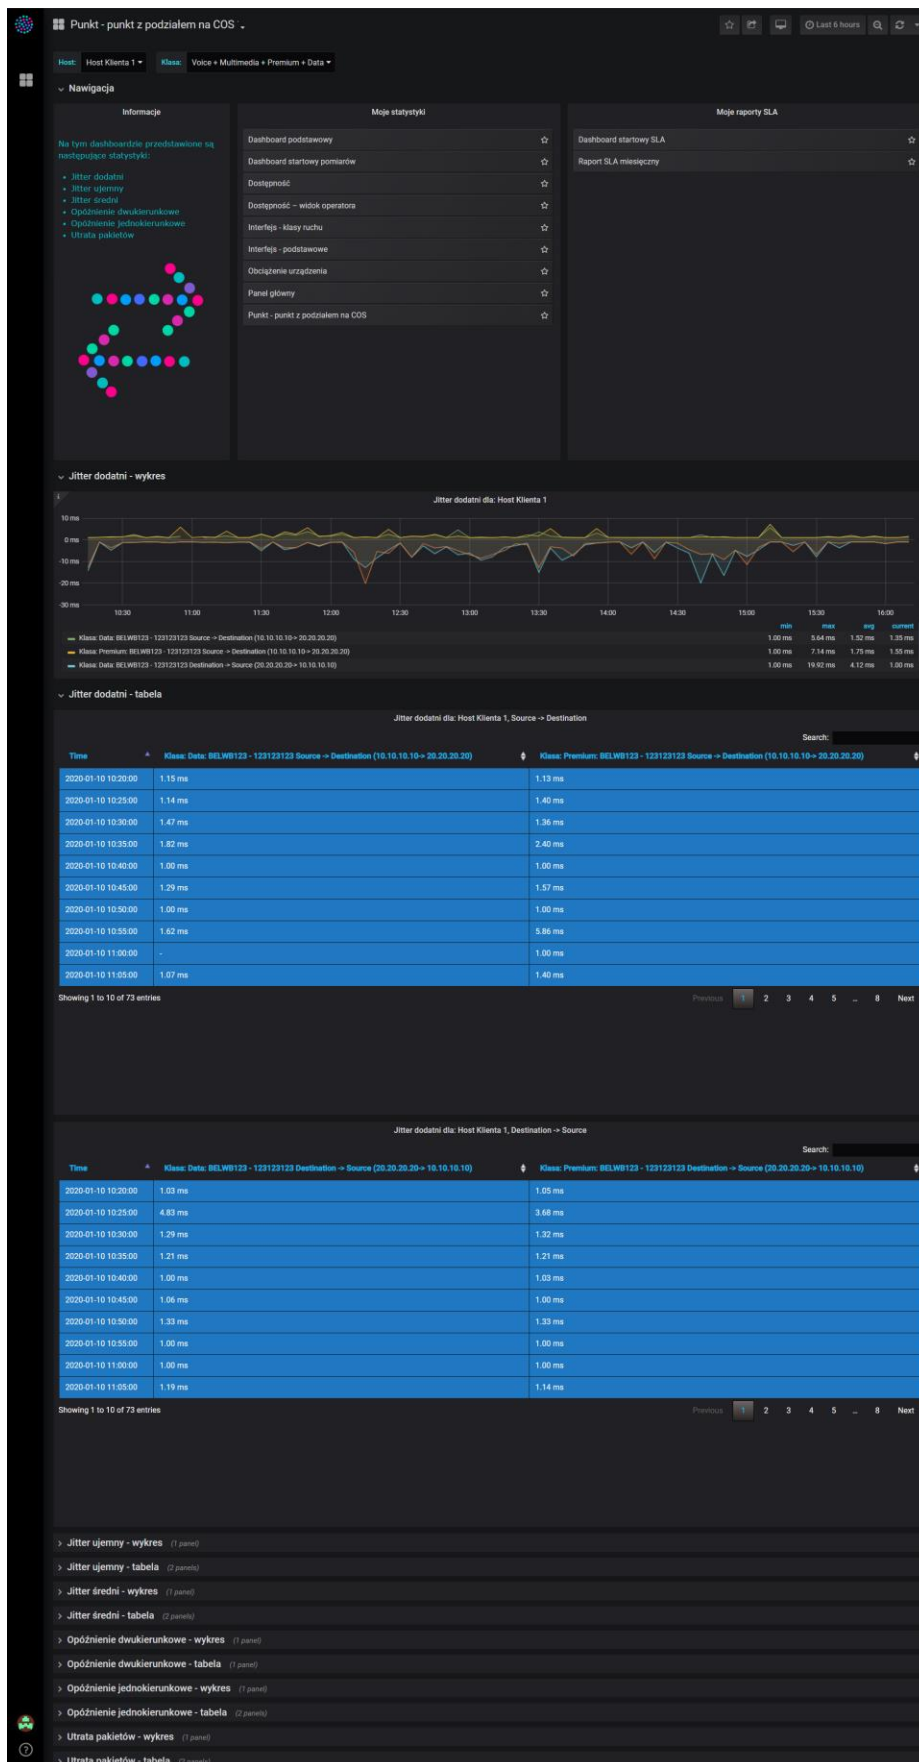 Punkt - punkt z podziałem na COS
Last 6 hours
Host: Host Klienta 1 Klasa: Voice + Multimedia + Premium + Data
Nawigacja
Informacje
Na tym dashboardzie przedstawione są
następujące statystyki:
• Jitter dodatni
• Jitter ujemny
• Jitter średni
• Opóźnienie dwukierunkowe
• Opóźnienie jednokierunkowe
• Utrata pakietów
Moje statystyki
Dashboard podstawowy
Dashboard startowy pomiarów
Dostępność
Dostępność – widok operatora
Interfejs - klasy ruchu
Interfejs - podstawowe
Obciążenie urządzenia
Panel główny
Punkt - punkt z podziałem na COS
Moje raporty SLA
Dashboard startowy SLA
Raport SLA miesięczny
Jitter dodatni - wykres
Jitter dodatni dla: Host Klienta 1
10 ms
0 ms
-10 ms
-20 ms
-30 ms
10:30 11:00 11:30 12:00 12:30 13:00 13:30 14:00 14:30 15:00 15:30 16:00
min max avg current
Klasa: Data: BELWB123 - 123123123 Source -> Destination (10.10.10.10-> 20.20.20.20) 1.00 ms 5.64 ms 1.52 ms 1.35 ms
Klasa: Premium: BELWB123 - 123123123 Source -> Destination (10.10.10.10-> 20.20.20.20) 1.00 ms 7.14 ms 1.75 ms 1.55 ms
Klasa: Data: BELWB123 - 123123123 Destination -> Source (20.20.20.20-> 10.10.10.10) 1.00 ms 19.92 ms 4.12 ms 1.00 ms
Jitter dodatni - tabela
Jitter dodatni dla: Host Klienta 1, Source -> Destination
Search:
Time Klasa: Data: BELWB123 - 123123123 Source -> Destination (10.10.10.10-> 20.20.20.20) Klasa: Premium: BELWB123 - 123123123 Source -> Destination (10.10.10.10-> 20.20.20.20)
2020-01-10 10:20:00 1.15 ms 1.13 ms
2020-01-10 10:25:00 1.14 ms 1.40 ms
2020-01-10 10:30:00 1.47 ms 1.36 ms
2020-01-10 10:35:00 1.82 ms 2.40 ms
2020-01-10 10:40:00 1.00 ms 1.00 ms
2020-01-10 10:45:00 1.29 ms 1.57 ms
2020-01-10 10:50:00 1.00 ms 1.00 ms
2020-01-10 10:55:00 1.62 ms 5.86 ms
2020-01-10 11:00:00 - 1.00 ms
2020-01-10 11:05:00 1.07 ms 1.40 ms
Showing 1 to 10 of 73 entries Previous 1 2 3 4 5 … 8 Next
Jitter dodatni dla: Host Klienta 1, Destination -> Source
Search:
Time Klasa: Data: BELWB123 - 123123123 Destination -> Source (20.20.20.20-> 10.10.10.10) Klasa: Premium: BELWB123 - 123123123 Destination -> Source (20.20.20.20-> 10.10.10.10)
2020-01-10 10:20:00 1.03 ms 1.05 ms
2020-01-10 10:25:00 4.83 ms 3.68 ms
2020-01-10 10:30:00 1.29 ms 1.32 ms
2020-01-10 10:35:00 1.21 ms 1.21 ms
2020-01-10 10:40:00 1.00 ms 1.03 ms
2020-01-10 10:45:00 1.06 ms 1.00 ms
2020-01-10 10:50:00 1.33 ms 1.33 ms
2020-01-10 10:55:00 1.00 ms 1.00 ms
2020-01-10 11:00:00 1.00 ms 1.00 ms
2020-01-10 11:05:00 1.19 ms 1.14 ms
Showing 1 to 10 of 73 entries Previous 1 2 3 4 5 … 8 Next
Jitter ujemny - wykres (1 panel)
Jitter ujemny - tabela (2 panels)
Jitter średni - wykres (1 panel)
Jitter średni - tabela (2 panels)
Opóźnienie dwukierunkowe - wykres (1 panel)
Opóźnienie dwukierunkowe - tabela (1 panel)
Opóźnienie jednokierunkowe - wykres (1 panel)
Opóźnienie jednokierunkowe - tabela (2 panels)
Utrata pakietów - wykres (1 panel)
Utrata pakietów - tabela (2 panels)